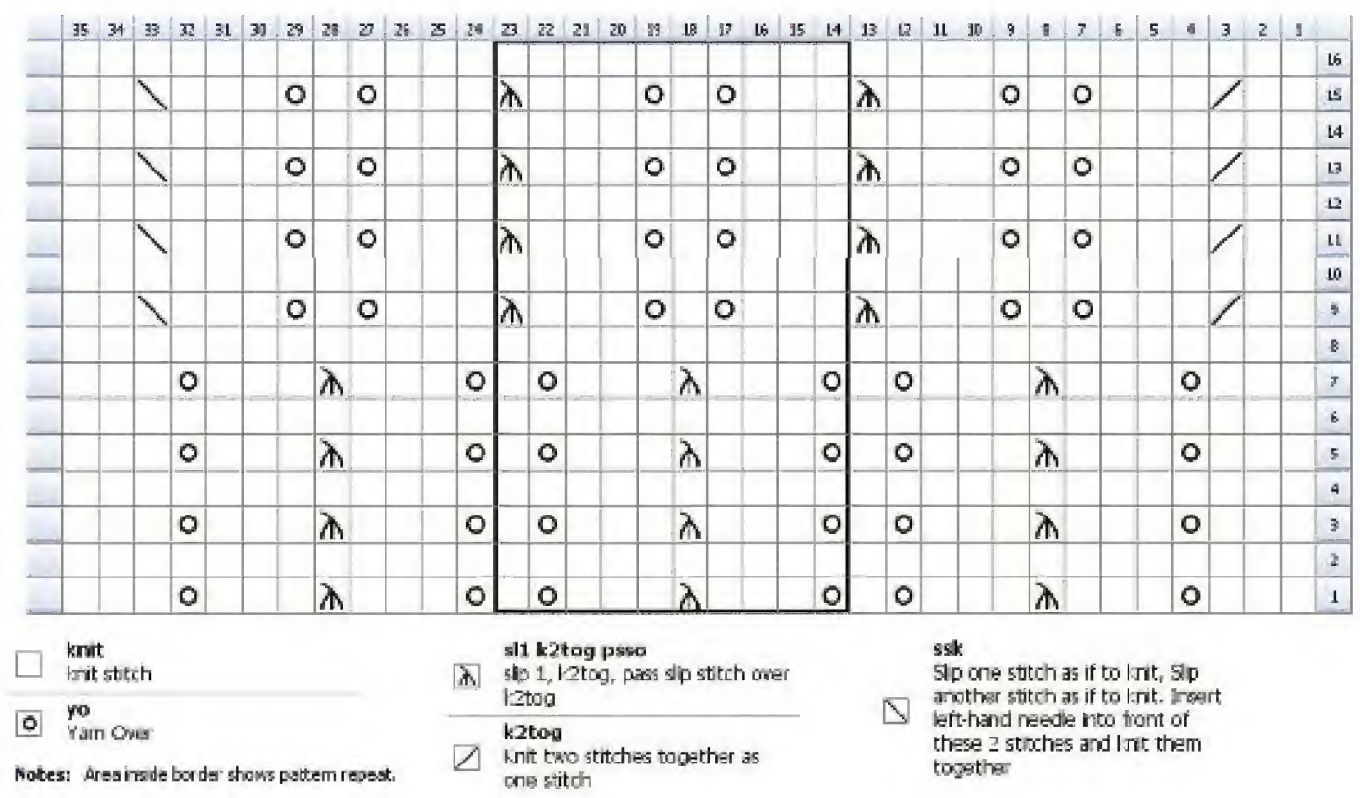 35 34 33 32 31 30 29 28 27 26 25 24 23 22 21 20 19 18 17 16 15 14 13 12 11 10 9 8 7 6 5 4 3 2 1
16
15
14
13
12
11
10
9
8
7
6
5
4
3
2
1
knit
knit stitch
yo
Yarn Over
Notes: Area inside border shows pattern repeat.
sl1 k2tog psso
slip 1, k2tog, pass slip stitch over
k2tog
k2tog
Knit two stitches together as
one stitch
ssk
Slip one stitch as if to knit, Slip
another stitch as if to knit. Insert
left-hand needle into front of
these 2 stitches and knit them
together